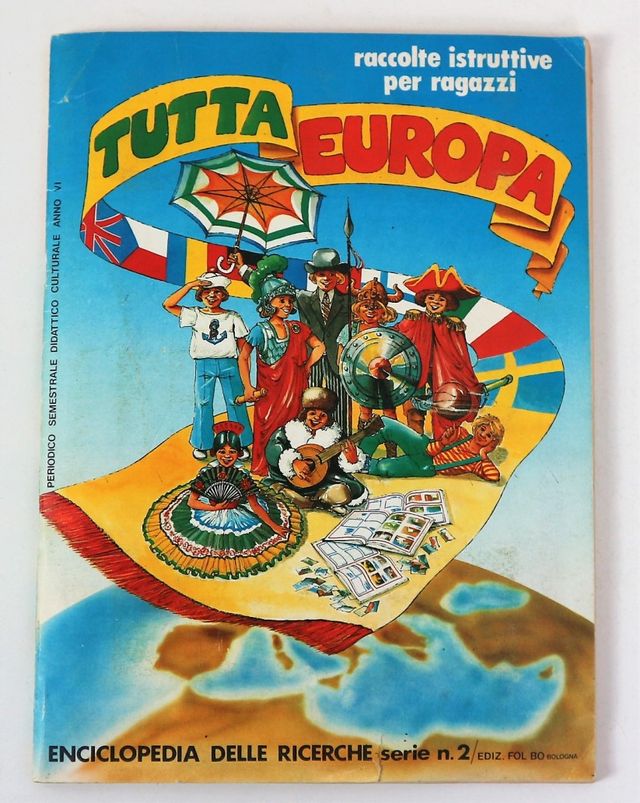 raccolte istruttive
per ragazzi
TUTTA EUROPA
PERIODICO SEMESTRALE DIDATTICO CULTURALE ANNO VI
ENCICLOPEDIA DELLE RICERCHE serie n.2/EDIZ. FOL BO BOLOGNA